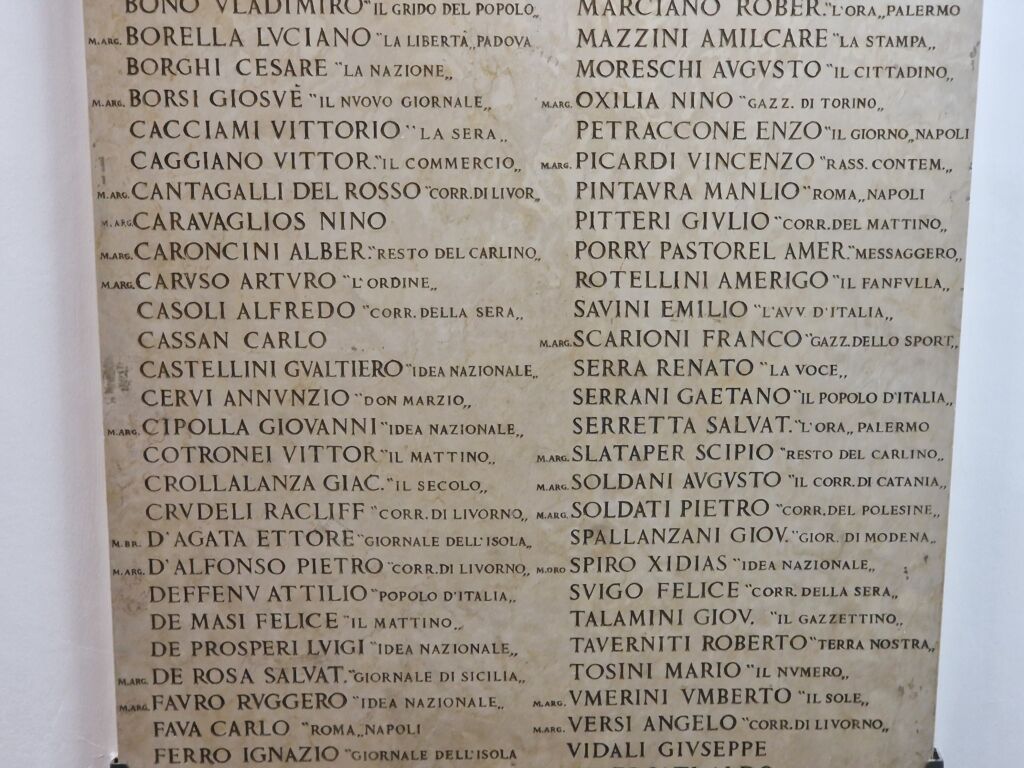 BONO VLADIMIRO "IL GRIDO DEL POPOLO„
M.ARG. BORELLA LVCIANO "LA LIBERTÀ„ PADOVA
BORGHI CESARE "LA NAZIONE„
M.ARG. BORSI GIOSVÈ "IL NVOVO GIORNALE„
CACCIAMI VITTORIO "LA SERA„
CAGGIANO VITTOR. "IL COMMERCIO„
M.ARG. CANTAGALLI DEL ROSSO "CORR. DI LIVOR„
M.ARG. CARAVAGLIOS NINO
M.ARG. CARONCINI ALBER. "RESTO DEL CARLINO„
M.ARG. CARVSO ARTVRO "L'ORDINE„
CASOLI ALFREDO "CORR. DELLA SERA„
CASSAN CARLO
CASTELLINI GVALTIERO "IDEA NAZIONALE„
CERVI ANNVNZIO "DON MARZIO„
M.ARG. CIPOLLA GIOVANNI "IDEA NAZIONALE„
COTRONEI VITTOR "IL MATTINO„
CROLLALANZA GIAC. "IL SECOLO„
CRVDELI RACLIFF "CORR. DI LIVORNO„
M.BR. D'AGATA ETTORE "GIORNALE DELL'ISOLA„
M.ARG. D'ALFONSO PIETRO "CORR. DI LIVORNO„
DEFFENV ATTILIO "POPOLO D'ITALIA„
DE MASI FELICE "IL MATTINO„
DE PROSPERI LVIGI "IDEA NAZIONALE„
M.ARG. DE ROSA SALVAT. "GIORNALE DI SICILIA„
M.ARG. FAVRO RVGGERO "IDEA NAZIONALE„
FAVA CARLO "ROMA„ NAPOLI
FERRO IGNAZIO "GIORNALE DELL'ISOLA
MARCIANO ROBER. "L'ORA„ PALERMO
MAZZINI AMILCARE "LA STAMPA„
MORESCHI AVGVSTO "IL CITTADINO„
M.ARG. OXILIA NINO "GAZZ. DI TORINO„
PETRACCONE ENZO "IL GIORNO„ NAPOLI
M.ARG. PICARDI VINCENZO "RASS. CONTEM.„
PINTAVRA MANLIO "ROMA„ NAPOLI
PITTERI GIVLIO "CORR. DEL MATTINO„
PORRY PASTOREL AMER. "MESSAGGERO„
ROTELLINI AMERIGO "IL FANFVLLA„
SAVINI EMILIO "L'AVV D'ITALIA„
M.ARG. SCARIONI FRANCO "GAZZ. DELLO SPORT„
SERRA RENATO "LA VOCE„
SERRANI GAETANO "IL POPOLO D'ITALIA„
SERRETTA SALVAT. "L'ORA„ PALERMO
M.ARG. SLATAPER SCIPIO "RESTO DEL CARLINO„
M.ARG. SOLDANI AVGVSTO "IL CORR. DI CATANIA„
M.ARG. SOLDATI PIETRO "CORR. DEL POLESINE„
SPALLANZANI GIOV. "GIOR. DI MODENA„
M.ORO SPIRO XIDIAS "IDEA NAZIONALE„
SVIGO FELICE "CORR. DELLA SERA„
TALAMINI GIOV. "IL GAZZETTINO„
TAVERNITI ROBERTO "TERRA NOSTRA„
TOSINI MARIO "IL NVMERO„
M.ARG. VMERINI VMBERTO "IL SOLE„
M.ARG. VERSI ANGELO "CORR. DI LIVORNO„
VIDALI GIVSEPPE